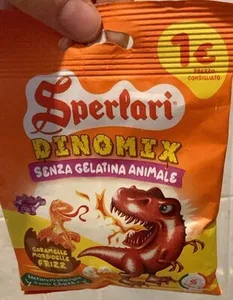 1€
PREZZO
CONSIGLIATO
Sperlari
DINOMIX
SENZA GELATINA ANIMALE
CARAMELLE
MORBIDELLE
FRIZZ